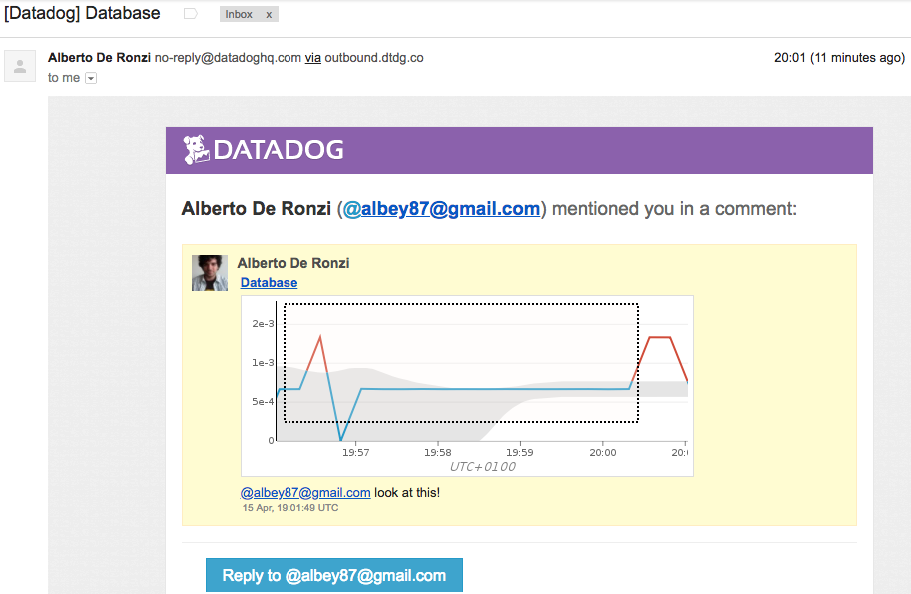 [Datadog] Database Inbox x
Alberto De Ronzi no-reply@datadoghq.com via outbound.dtdg.co 20:01 (11 minutes ago)
to me
DATADOG
Alberto De Ronzi (@albey87@gmail.com) mentioned you in a comment:
Alberto De Ronzi
Database
2e-3
1e-3
5e-4
0
19:57 19:58 19:59 20:00 20:0
UTC+0100
@albey87@gmail.com look at this!
15 Apr, 19 01:49 UTC
Reply to @albey87@gmail.com